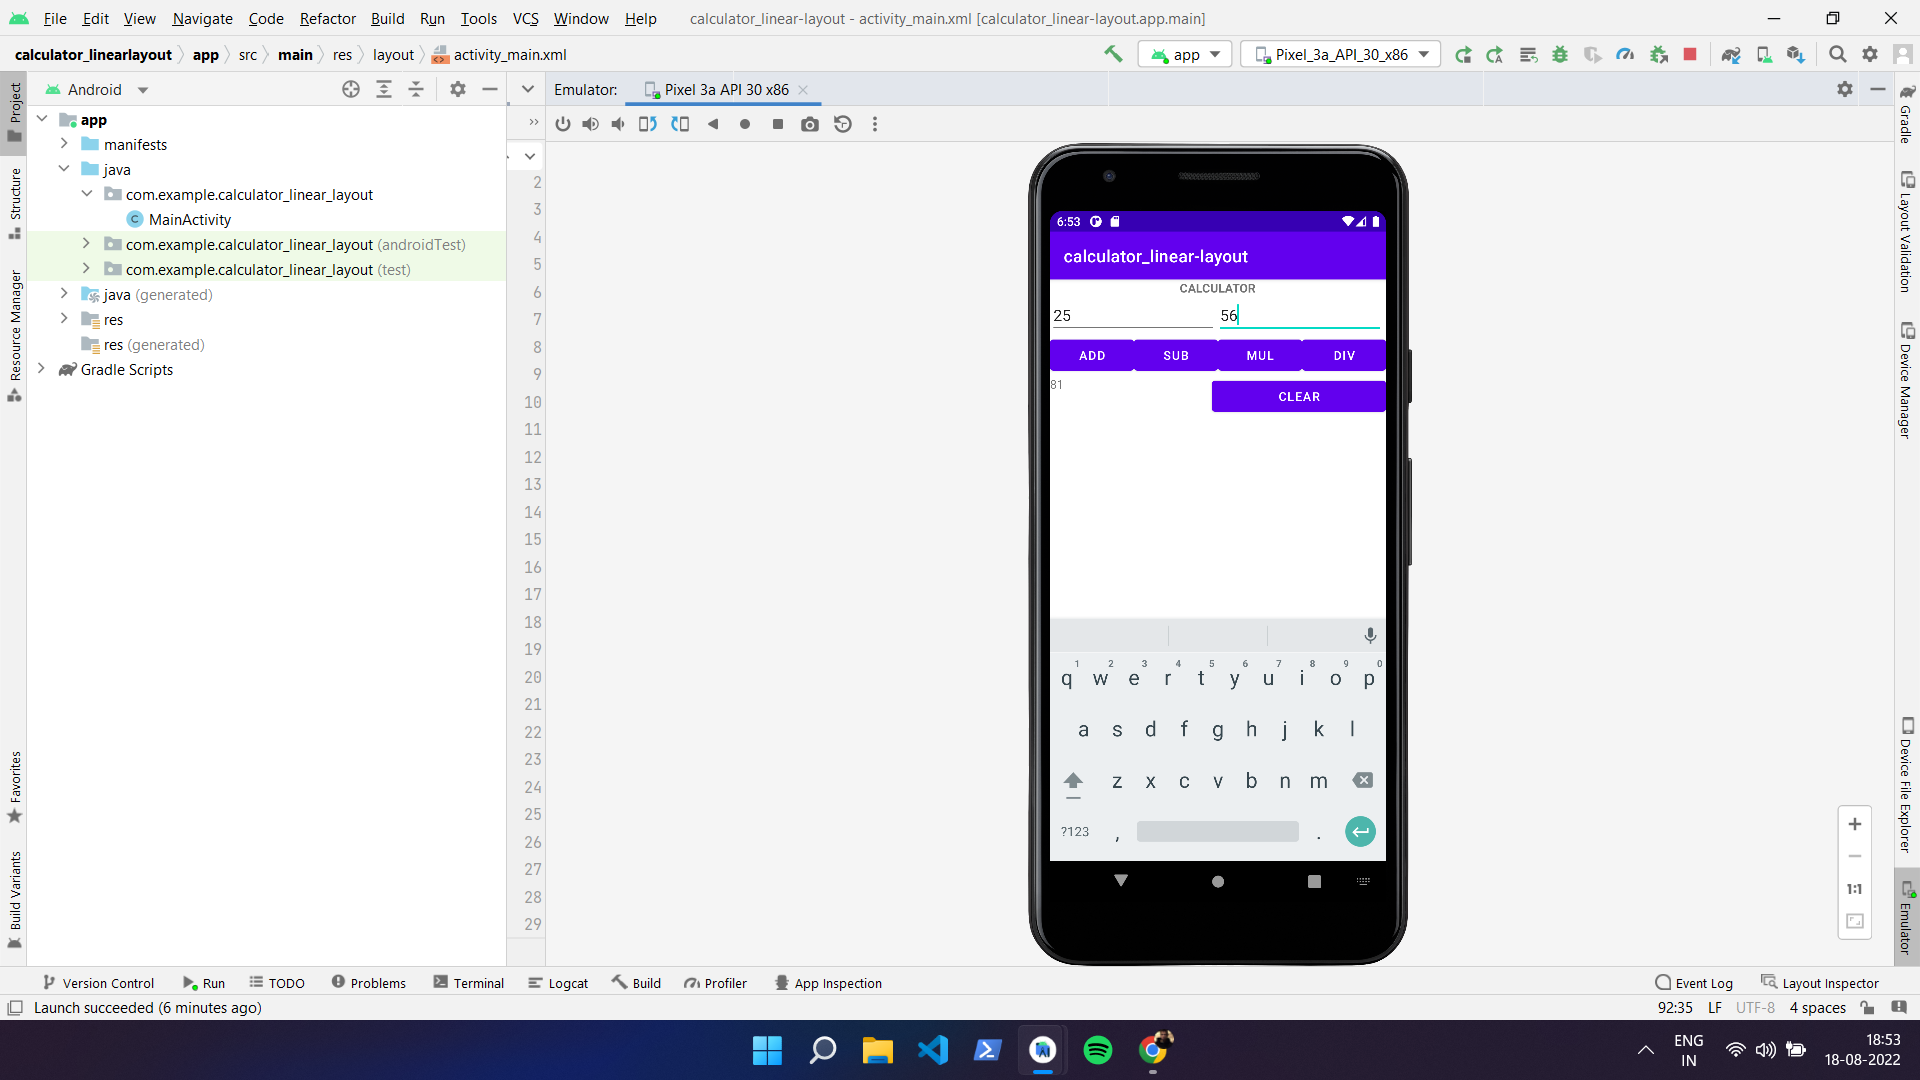 File Edit View Navigate Code Refactor Build Run Tools VCS Window Help calculator_linear-layout - activity_main.xml [calculator_linear-layout.app.main]
calculator_linearlayout app src main res layout activity_main.xml app Pixel_3a_API_30_x86
Android Emulator: Pixel 3a API 30 x86
Project
Structure
Resource Manager
Favorites
Build Variants
app
manifests
java
com.example.calculator_linear_layout
MainActivity
com.example.calculator_linear_layout (androidTest)
com.example.calculator_linear_layout (test)
java (generated)
res
res (generated)
Gradle Scripts
2
3
4
5
6
7
8
9
10
11
12
13
14
15
16
17
18
19
20
21
22
23
24
25
26
27
28
29
6:53
calculator_linear-layout
CALCULATOR
25 56
ADD SUB MUL DIV
81 CLEAR
1 2 3 4 5 6 7 8 9 0
q w e r t y u i o p
a s d f g h j k l
z x c v b n m
?123 , .
1:1
Gradle
Layout Validation
Device Manager
Device File Explorer
Emulator
Version Control Run TODO Problems Terminal Logcat Build Profiler App Inspection Event Log Layout Inspector
Launch succeeded (6 minutes ago) 92:35 LF UTF-8 4 spaces
ENG
IN
18:53
18-08-2022